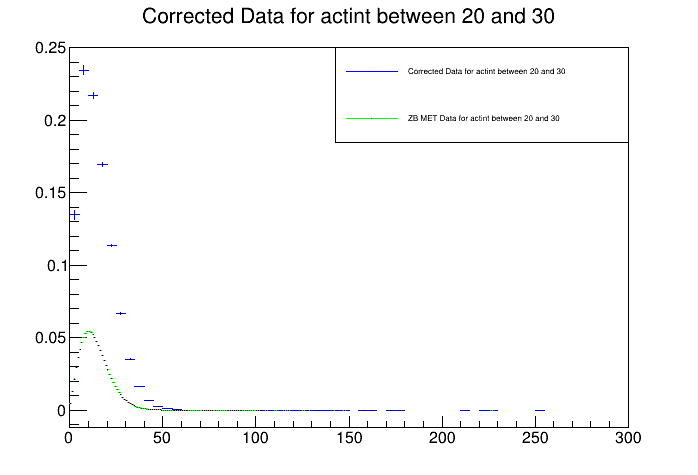 Corrected Data for actint between 20 and 30
0.25
Corrected Data for actint between 20 and 30
0.2
ZB MET Data for actint between 20 and 30
0.15
0.1
0.05
0
0 50 100 150 200 250 300